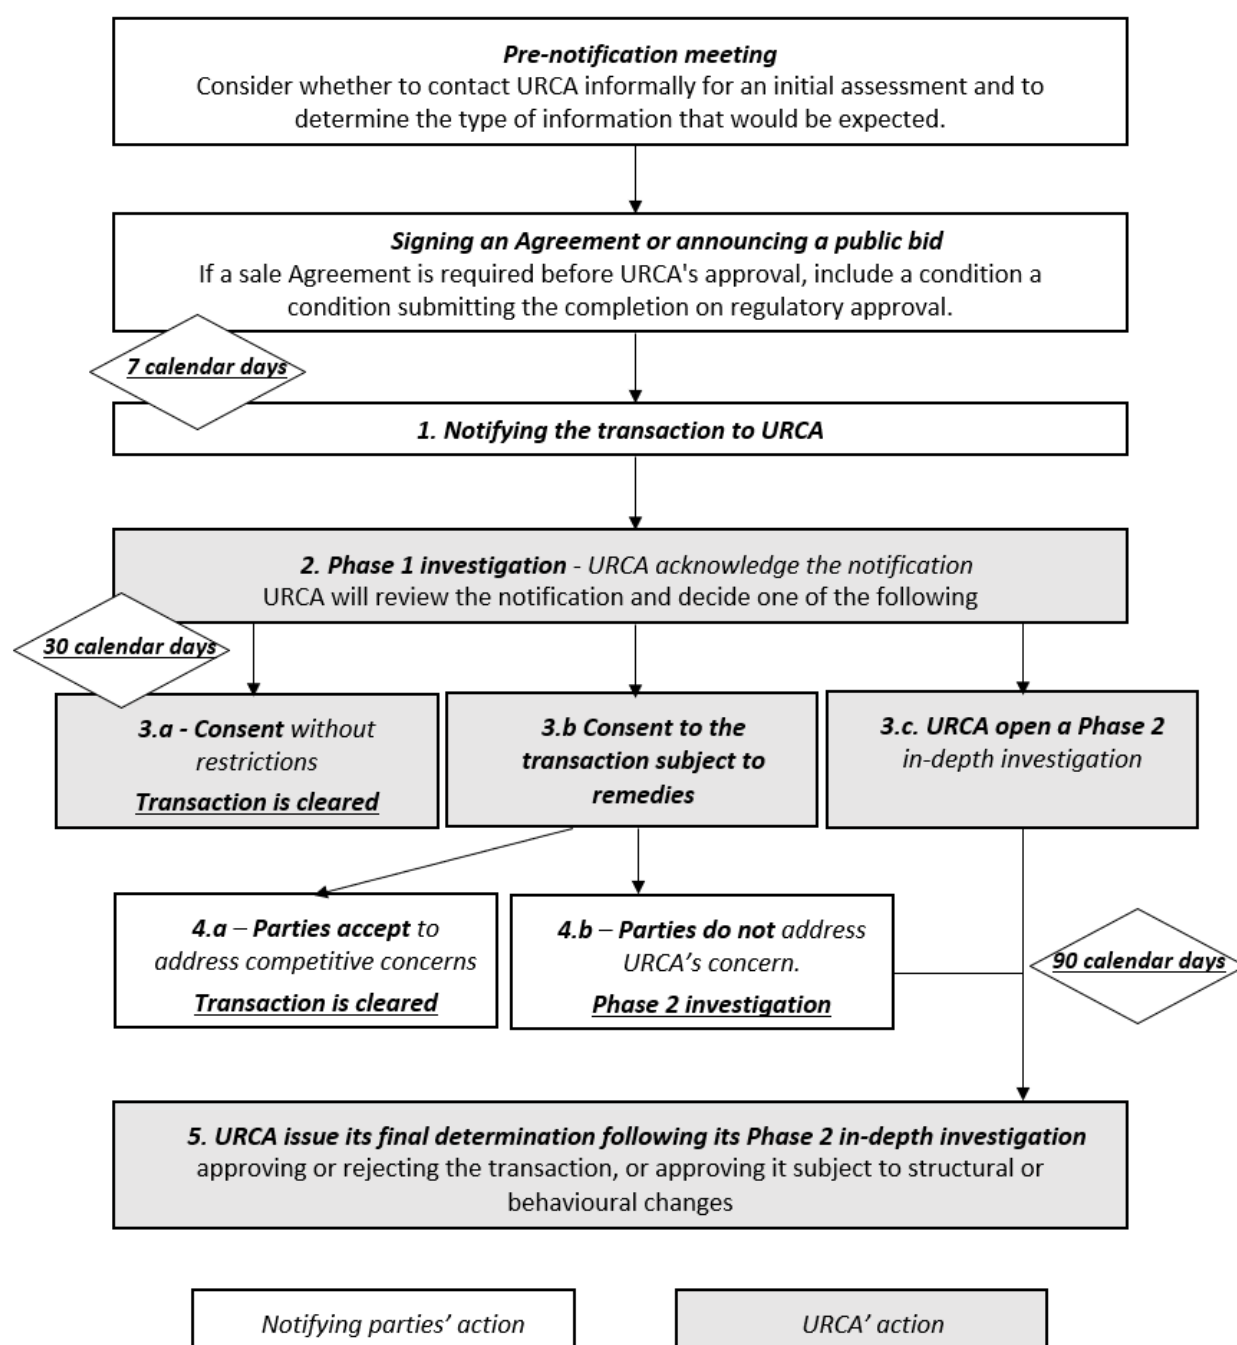 Pre-notification meeting
Consider whether to contact URCA informally for an initial assessment and to
determine the type of information that would be expected.
Signing an Agreement or announcing a public bid
If a sale Agreement is required before URCA's approval, include a condition a
condition submitting the completion on regulatory approval.
7 calendar days
1. Notifying the transaction to URCA
2. Phase 1 investigation - URCA acknowledge the notification
URCA will review the notification and decide one of the following
30 calendar days
3.a - Consent without
restrictions
Transaction is cleared
3.b Consent to the
transaction subject to
remedies
3.c. URCA open a Phase 2
in-depth investigation
4.a – Parties accept to
address competitive concerns
Transaction is cleared
4.b – Parties do not address
URCA’s concern.
Phase 2 investigation
90 calendar days
5. URCA issue its final determination following its Phase 2 in-depth investigation
approving or rejecting the transaction, or approving it subject to structural or
behavioural changes
Notifying parties’ action
URCA’ action